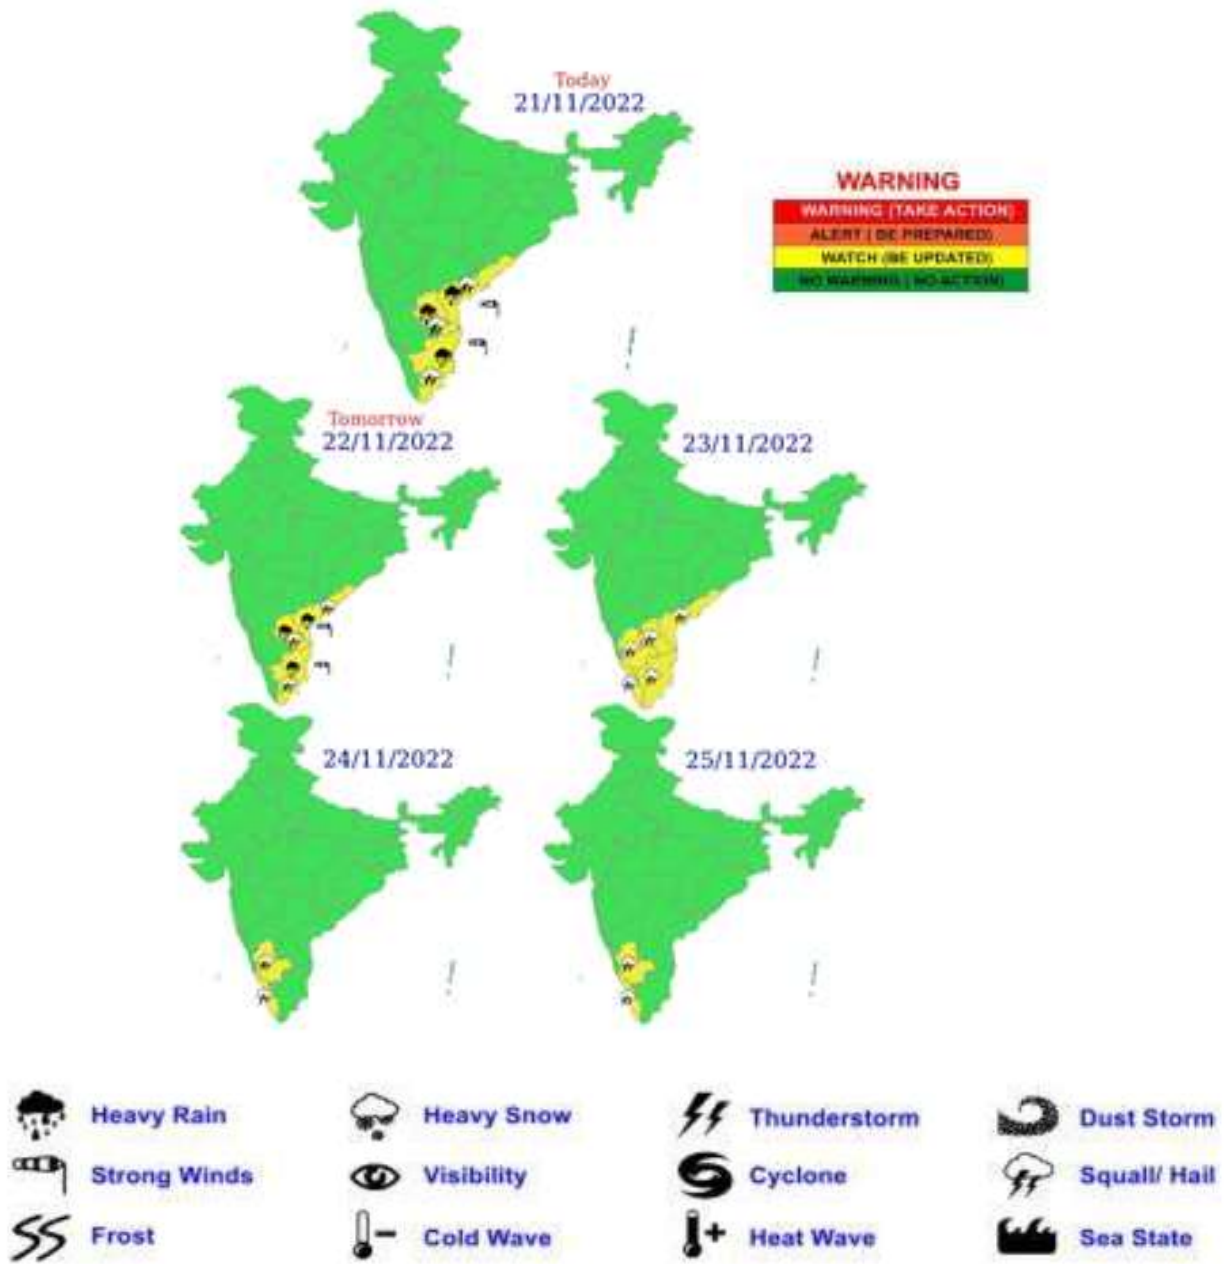 Today
21/11/2022
WARNING
WARNING (TAKE ACTION)
ALERT ( BE PREPARED)
WATCH (BE UPDATED)
NO WARNING ( NO ACTION)
Tomorrow
22/11/2022
23/11/2022
24/11/2022
25/11/2022
Heavy Rain
Heavy Snow
Thunderstorm
Dust Storm
Strong Winds
Visibility
Cyclone
Squall/ Hail
Frost
Cold Wave
Heat Wave
Sea State